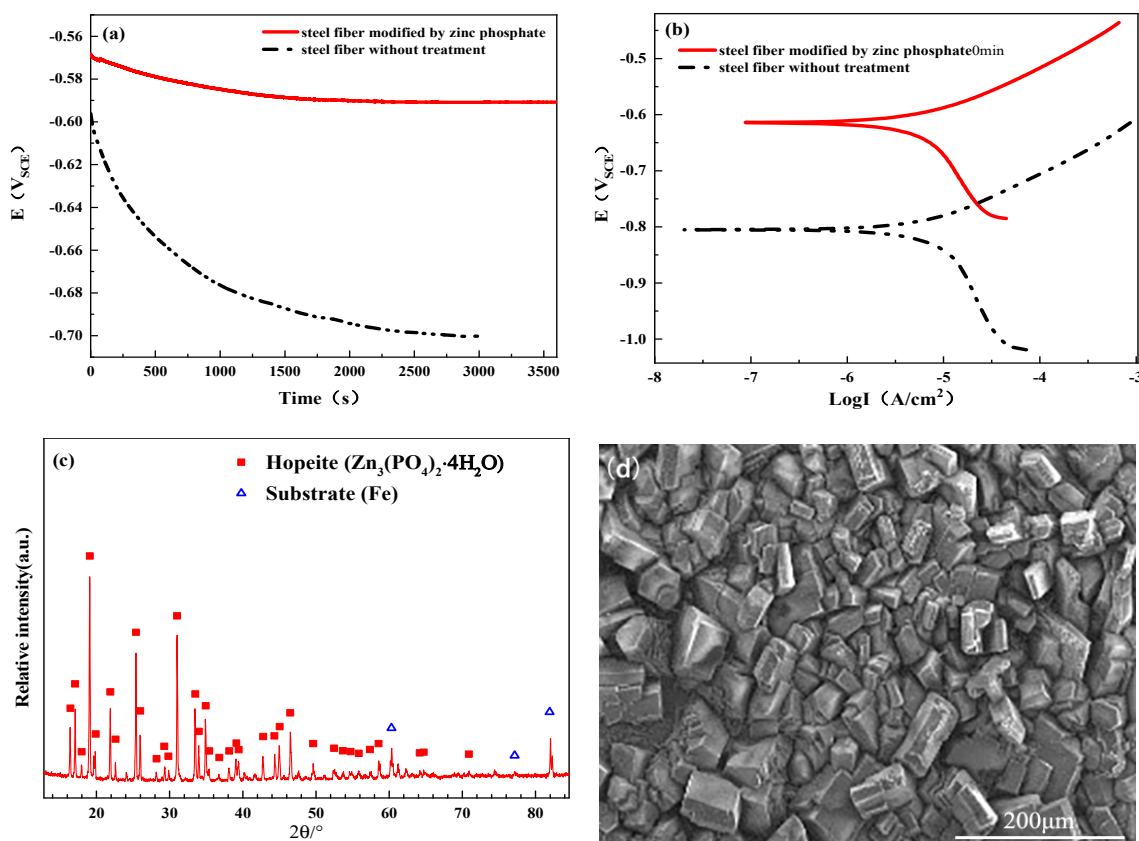 (a)
steel fiber modified by zinc phosphate
steel fiber without treatment
E（V_SCE）
-0.56
-0.58
-0.60
-0.62
-0.64
-0.66
-0.68
-0.70
0 500 1000 1500 2000 2500 3000 3500
Time（s）
(b)
steel fiber modified by zinc phosphate0min
steel fiber without treatment
E（V_SCE）
-0.5
-0.6
-0.7
-0.8
-0.9
-1.0
-8 -7 -6 -5 -4 -3
LogI（A/cm²）
(c)
Hopeite (Zn₃(PO₄)₂·4H₂O)
Substrate (Fe)
Relative intensity(a.u.)
20 30 40 50 60 70 80
2θ/°
(d)
200μm